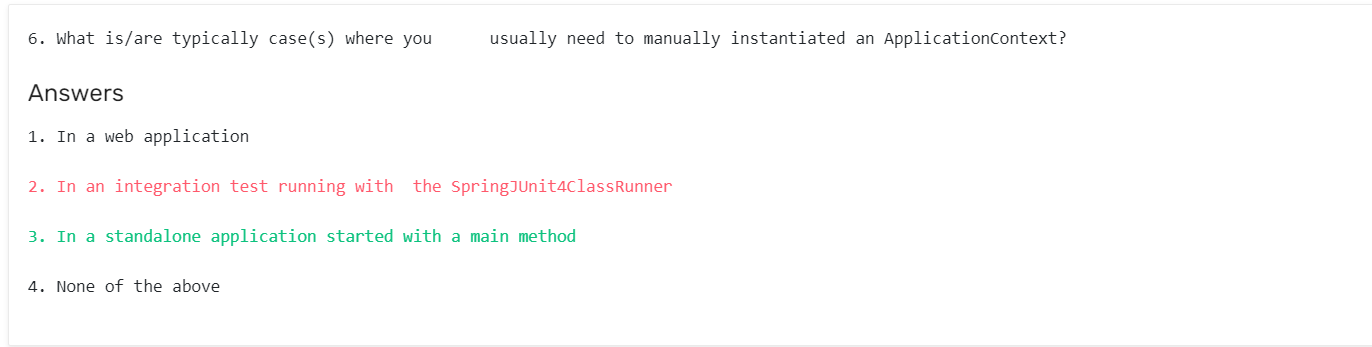 6. What is/are typically case(s) where you      usually need to manually instantiated an ApplicationContext?
Answers
1. In a web application
2. In an integration test running with  the SpringJUnit4ClassRunner
3. In a standalone application started with a main method
4. None of the above